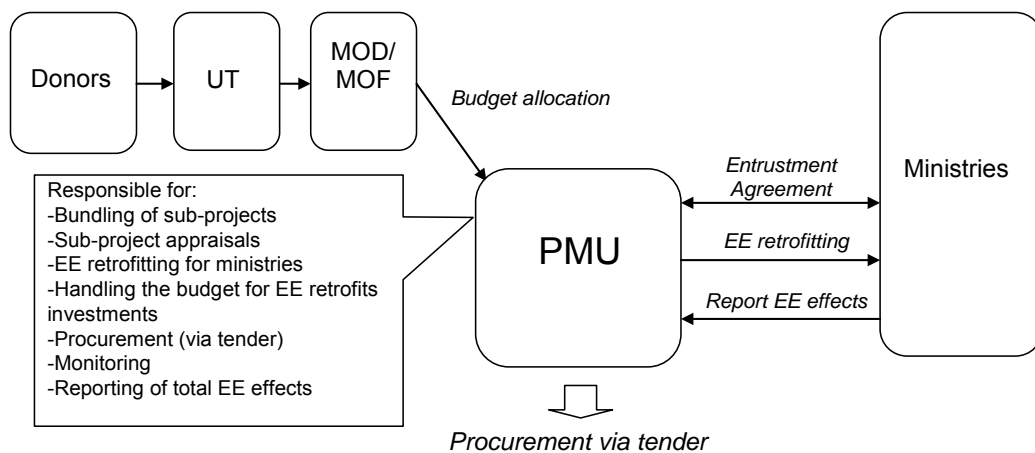 Donors
UT
MOD/
MOF
Budget allocation
Responsible for:
-Bundling of sub-projects
-Sub-project appraisals
-EE retrofitting for ministries
-Handling the budget for EE retrofits
investments
-Procurement (via tender)
-Monitoring
-Reporting of total EE effects
PMU
Entrustment
Agreement
EE retrofitting
Report EE effects
Ministries
Procurement via tender